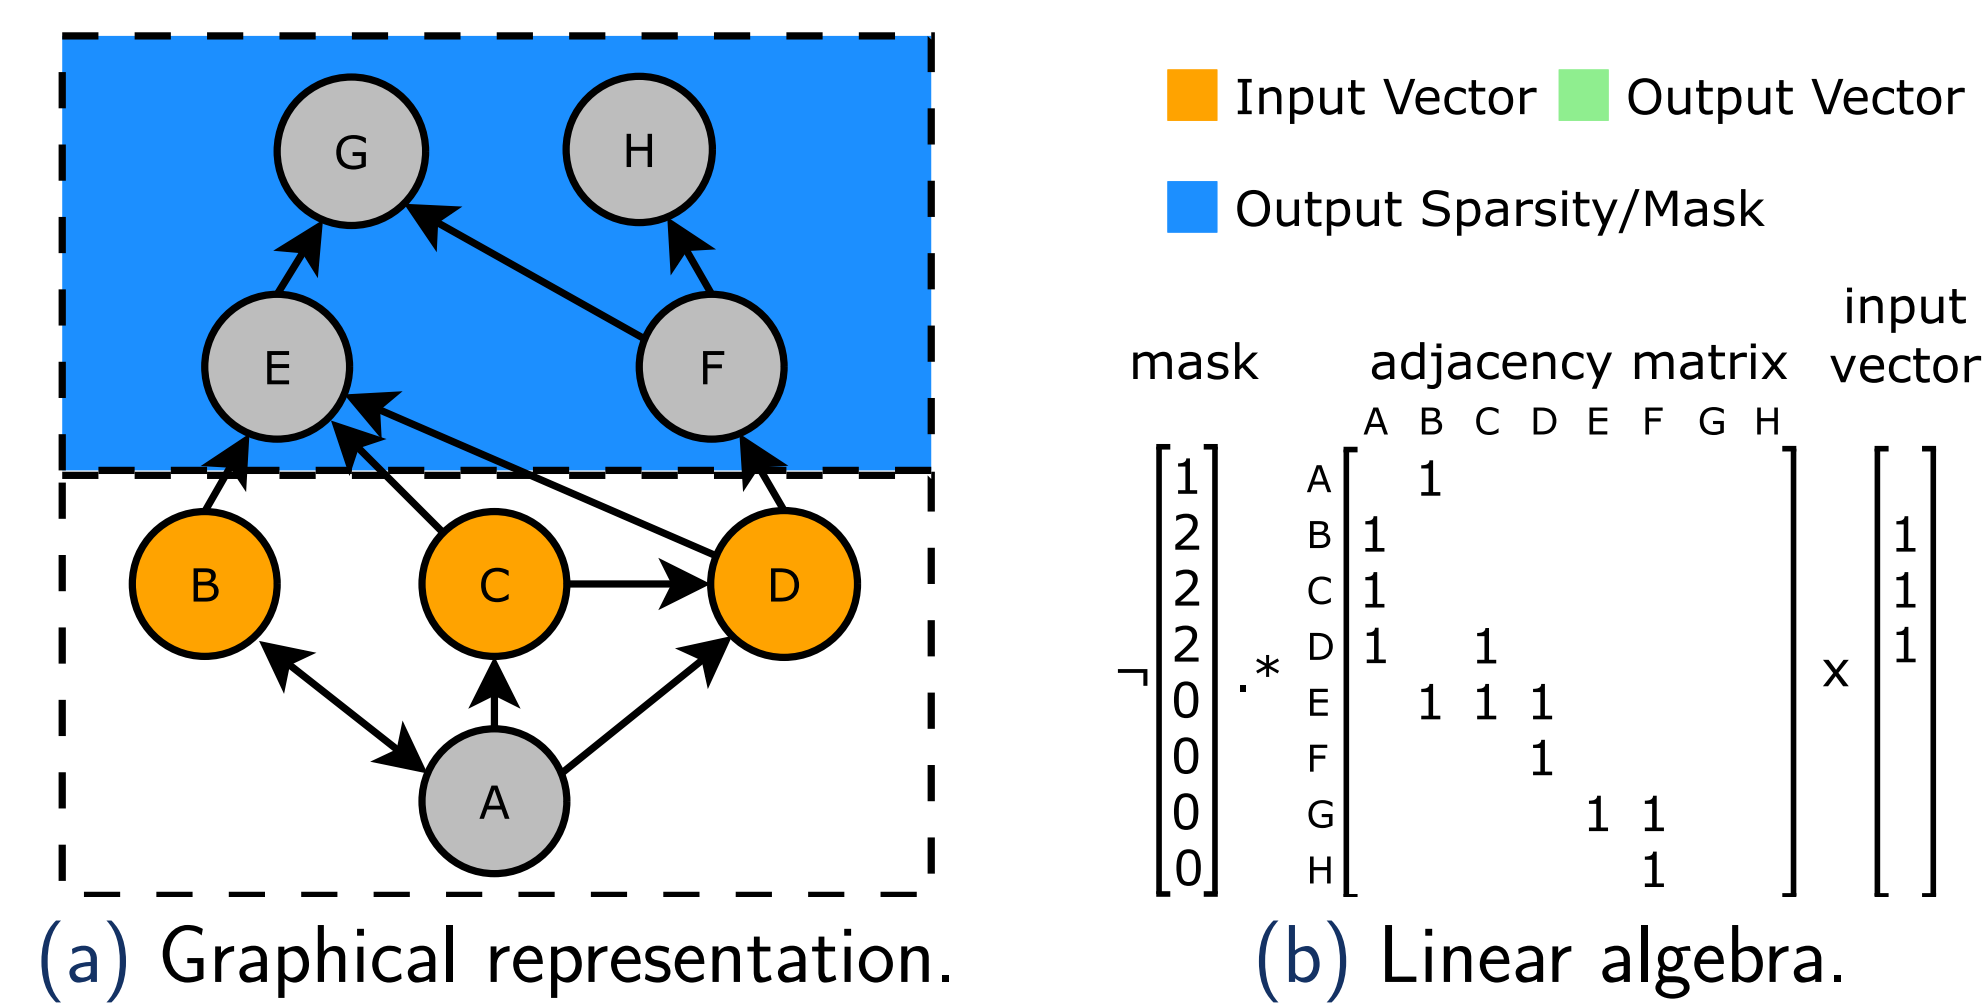 G H
E F
B C D
A
(a) Graphical representation.
Input Vector Output Vector
Output Sparsity/Mask
mask adjacency matrix input vector
A B C D E F G H
1 A 1
2 B 1 1
2 C 1 1
¬ 2 .* D 1 1 x 1
0 E 1 1 1
0 F 1
0 G 1 1
0 H 1
(b) Linear algebra.